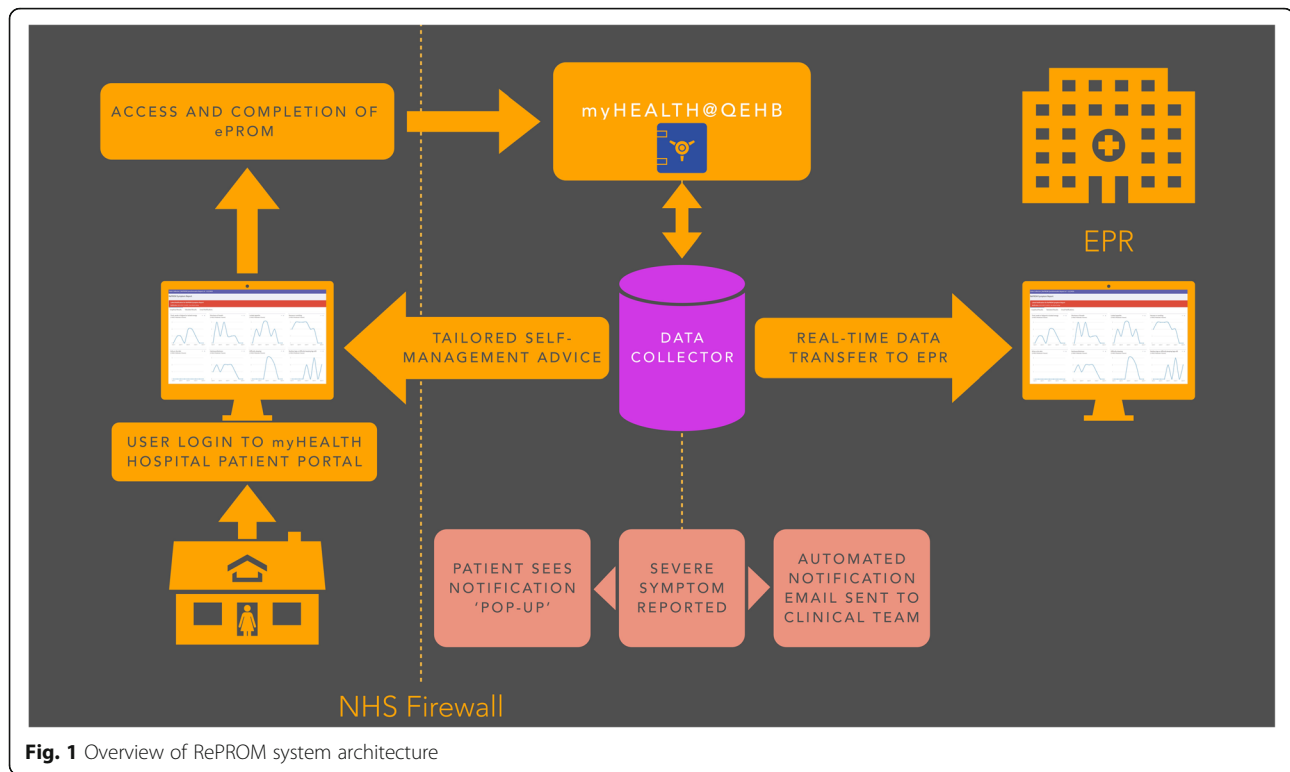 ACCESS AND COMPLETION OF
ePROM
myHEALTH@QEHB
EPR
TAILORED SELF-
MANAGEMENT ADVICE
DATA
COLLECTOR
REAL-TIME DATA
TRANSFER TO EPR
USER LOGIN TO myHEALTH
HOSPITAL PATIENT PORTAL
PATIENT SEES
NOTIFICATION
'POP-UP'
SEVERE
SYMPTOM
REPORTED
AUTOMATED
NOTIFICATION
EMAIL SENT TO
CLINICAL TEAM
NHS Firewall
Fig. 1 Overview of RePROM system architecture